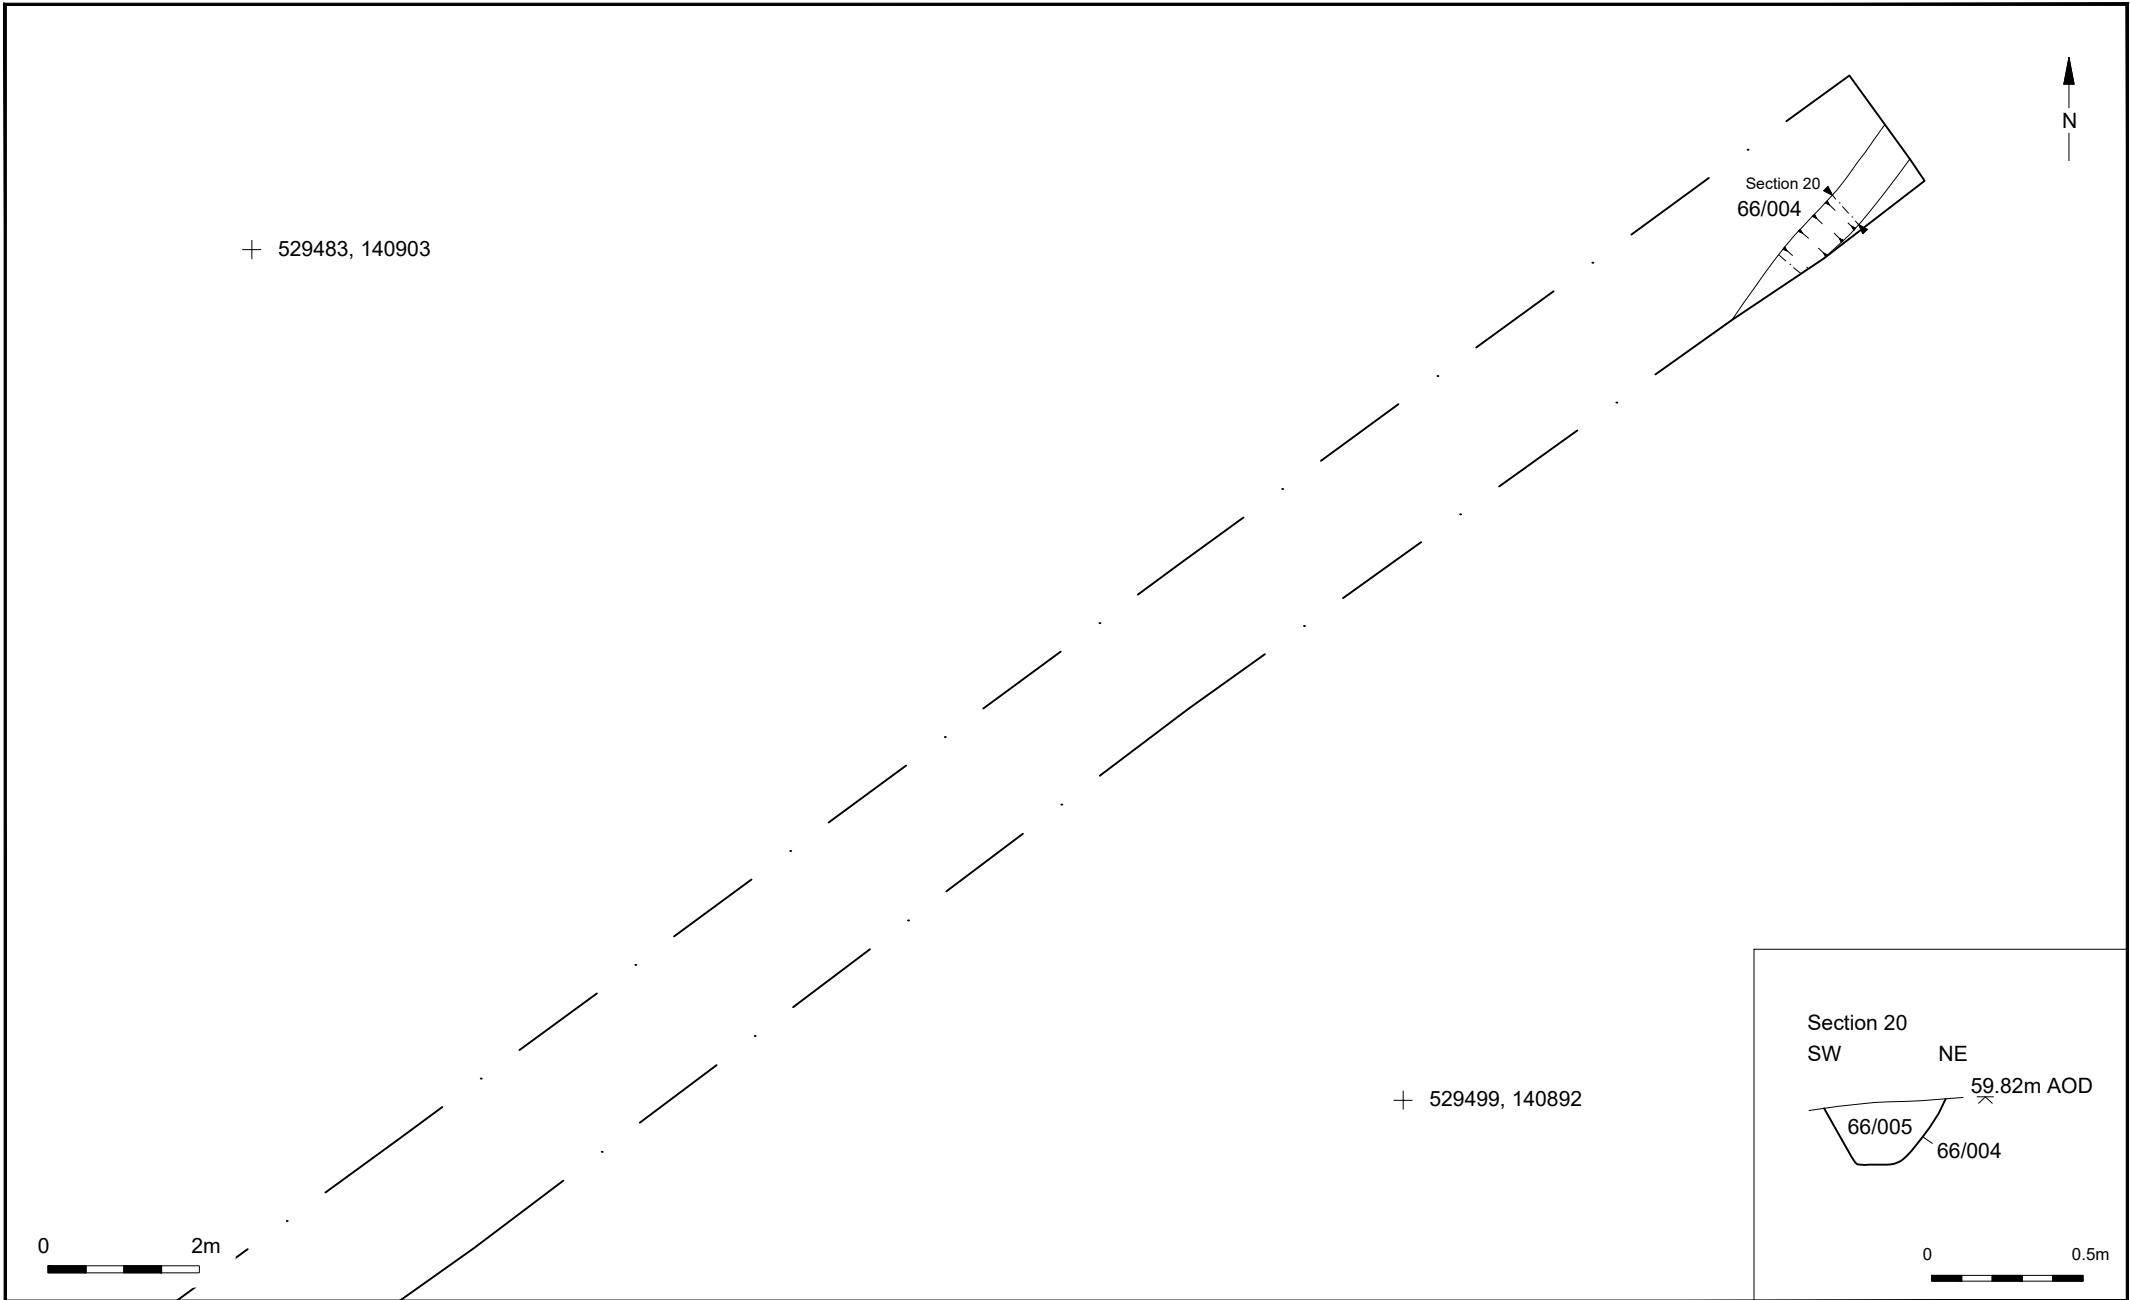 N
Section 20
66/004
529483, 140903
529499, 140892
Section 20
SW NE
59.82m AOD
66/005
66/004
0 2m
0 0.5m